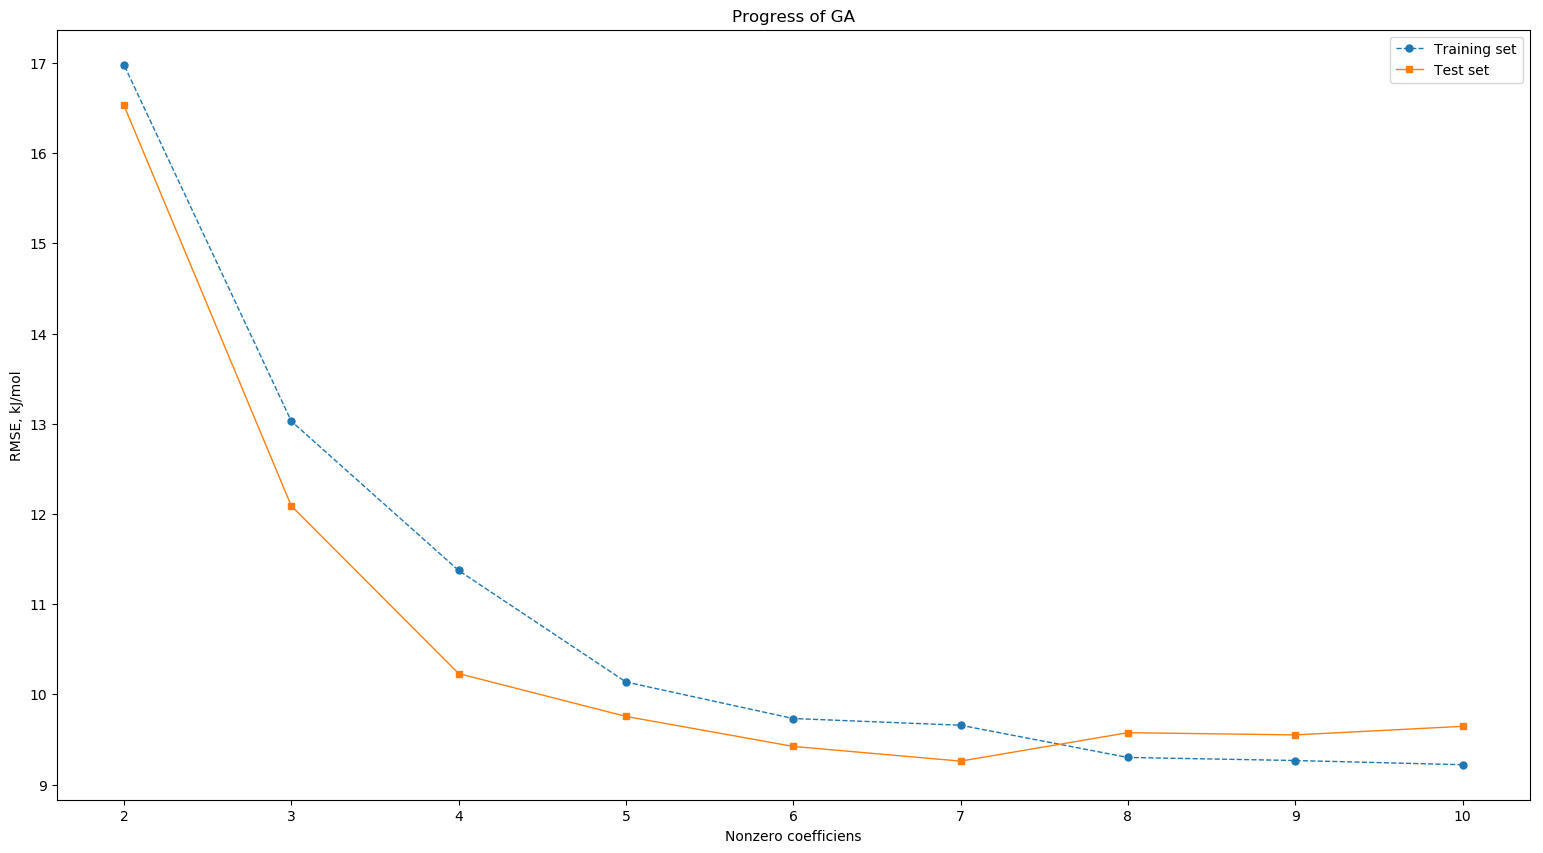 Progress of GA
Training set
Test set
17
16
15
14
13
12
11
10
9
RMSE, kJ/mol
2 3 4 5 6 7 8 9 10
Nonzero coefficiens